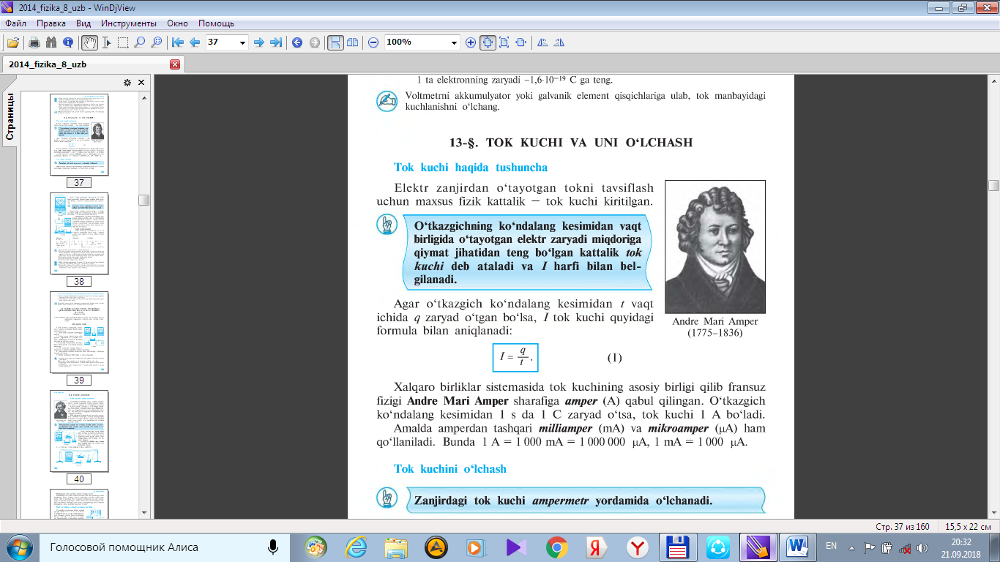 2014_fizika_8_uzb - WinDjView
Файл Правка Вид Инструменты Окно Помощь
37 100%
2014_fizika_8_uzb
Страницы
37
38
39
40
1 ta elektronning zaryadi –1,6·10⁻¹⁹ C ga teng.
Voltmetrni akkumulyator yoki galvanik element qisqichlariga ulab, tok manbayidagi
kuchlanishni o‘lchang.
13-§. TOK KUCHI VA UNI O‘LCHASH
Tok kuchi haqida tushuncha
Elektr zanjirdan o‘tayotgan tokni tavsiflash
uchun maxsus fizik kattalik — tok kuchi kiritilgan.
O‘tkazgichning ko‘ndalang kesimidan vaqt
birligida o‘tayotgan elektr zaryadi miqdoriga
qiymat jihatidan teng bo‘lgan kattalik tok
kuchi deb ataladi va I harfi bilan bel-
gilanadi.
Agar o‘tkazgich ko‘ndalang kesimidan t vaqt
ichida q zaryad o‘tgan bo‘lsa, I tok kuchi quyidagi
formula bilan aniqlanadi:
Andre Mari Amper
(1775–1836)
I = q/t. (1)
Xalqaro birliklar sistemasida tok kuchining asosiy birligi qilib fransuz
fizigi Andre Mari Amper sharafiga amper (A) qabul qilingan. O‘tkazgich
ko‘ndalang kesimidan 1 s da 1 C zaryad o‘tsa, tok kuchi 1 A bo‘ladi.
Amalda amperdan tashqari milliamper (mA) va mikroamper (μA) ham
qo‘llaniladi. Bunda 1 A = 1 000 mA = 1 000 000 μA, 1 mA = 1 000 μA.
Tok kuchini o‘lchash
Zanjirdagi tok kuchi ampermetr yordamida o‘lchanadi.
Стр. 37 из 160 15,5 x 22 см
Голосовой помощник Алиса
EN
20:32
21.09.2018